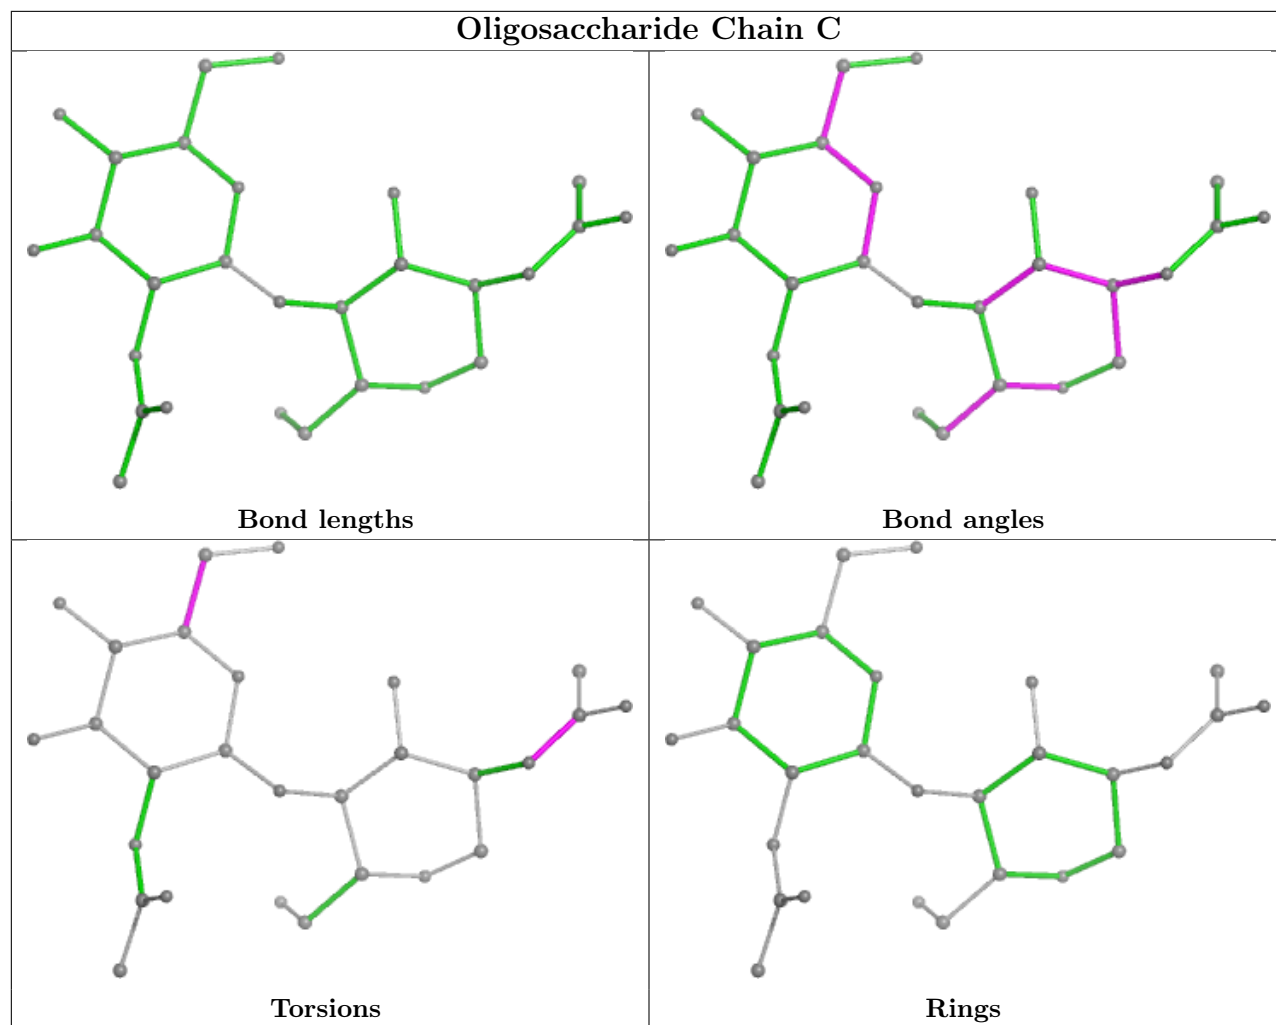 Oligosaccharide Chain C
Bond lengths
Bond angles
Torsions
Rings